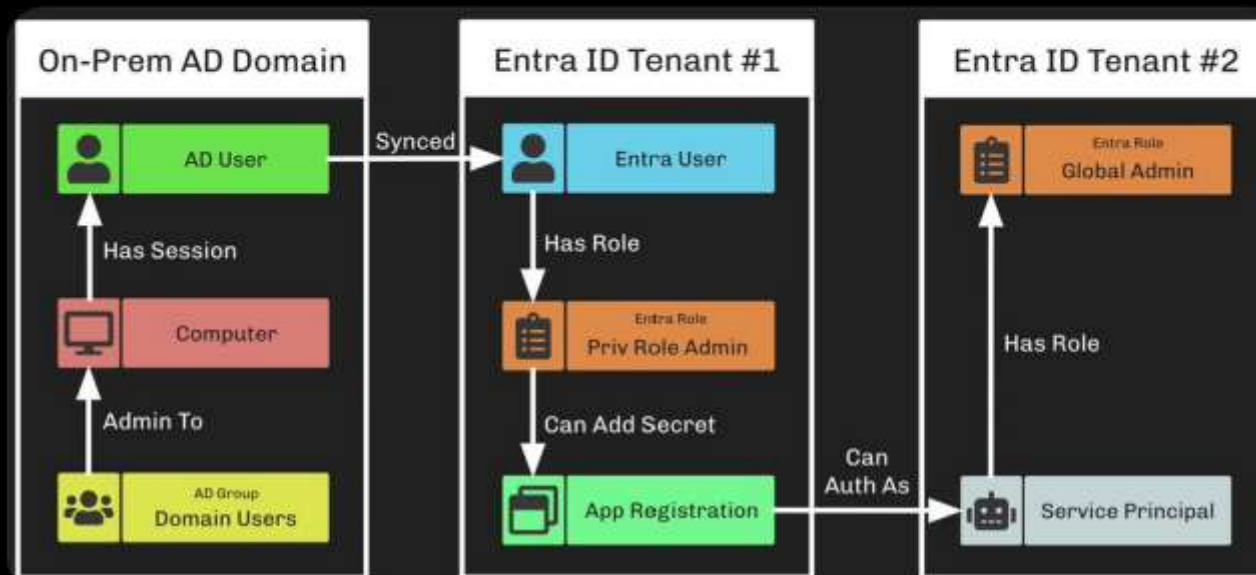 On-Prem AD Domain
AD User
Has Session
Computer
Admin To
AD Group
Domain Users
Synced
Entra ID Tenant #1
Entra User
Has Role
Entra Role
Priv Role Admin
Can Add Secret
App Registration
Can
Auth As
Entra ID Tenant #2
Entra Role
Global Admin
Has Role
Service Principal